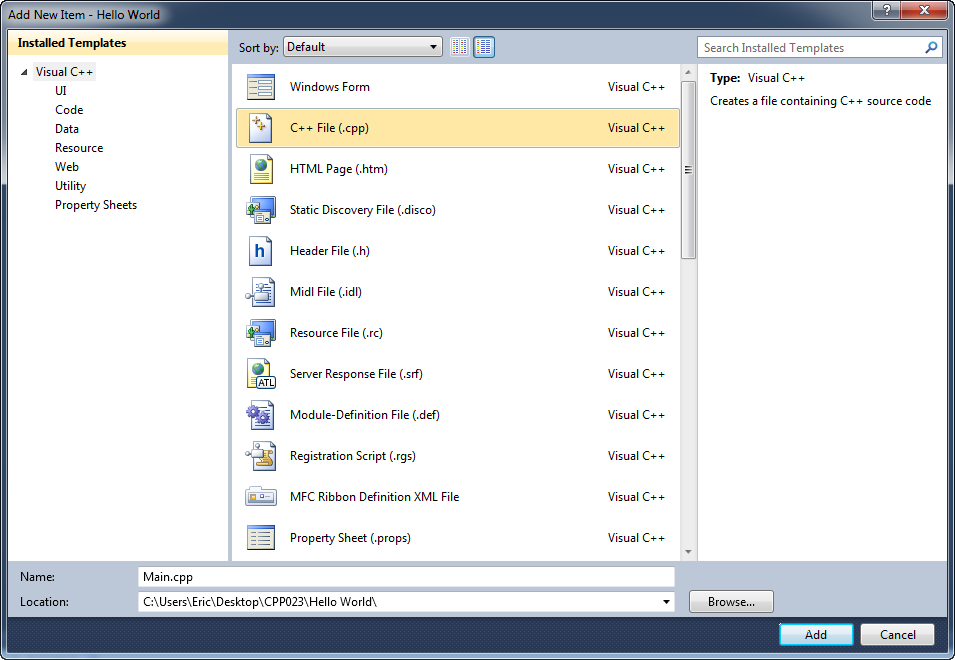 Add New Item - Hello World
?
Installed Templates
Visual C++
UI
Code
Data
Resource
Web
Utility
Property Sheets
Sort by: Default
Search Installed Templates
Windows Form Visual C++
C++ File (.cpp) Visual C++
HTML Page (.htm) Visual C++
Static Discovery File (.disco) Visual C++
h Header File (.h) Visual C++
Midl File (.idl) Visual C++
Resource File (.rc) Visual C++
ATL Server Response File (.srf) Visual C++
Module-Definition File (.def) Visual C++
Registration Script (.rgs) Visual C++
MFC Ribbon Definition XML File Visual C++
Property Sheet (.props) Visual C++
Type: Visual C++
Creates a file containing C++ source code
Name: Main.cpp
Location: C:\Users\Eric\Desktop\CPP023\Hello World\ Browse...
Add Cancel